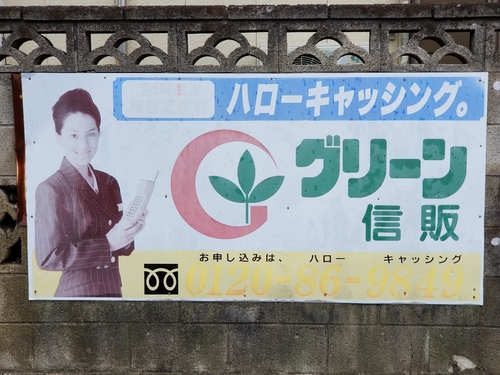 ハローキャッシング。
グリーン
信販
お申し込みは、 ハロー キャッシング
0120-86-9849